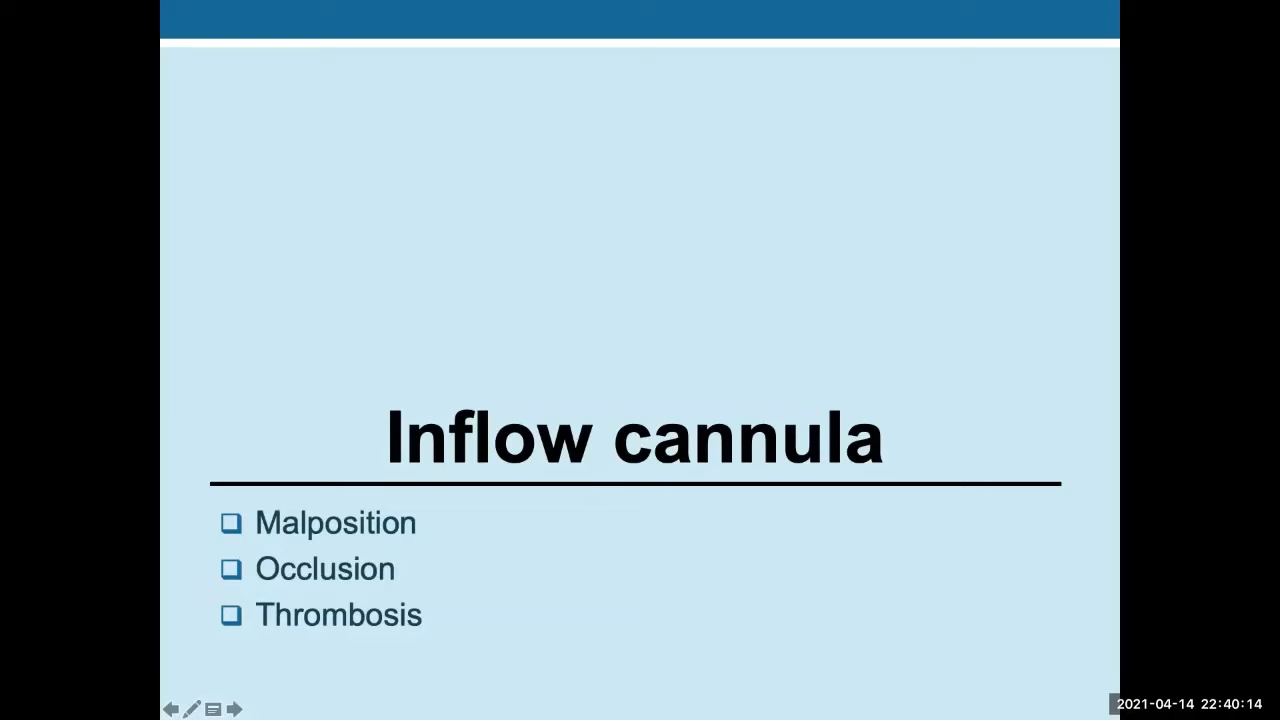 Inflow cannula
Malposition
Occlusion
Thrombosis
2021-04-14 22:40:14